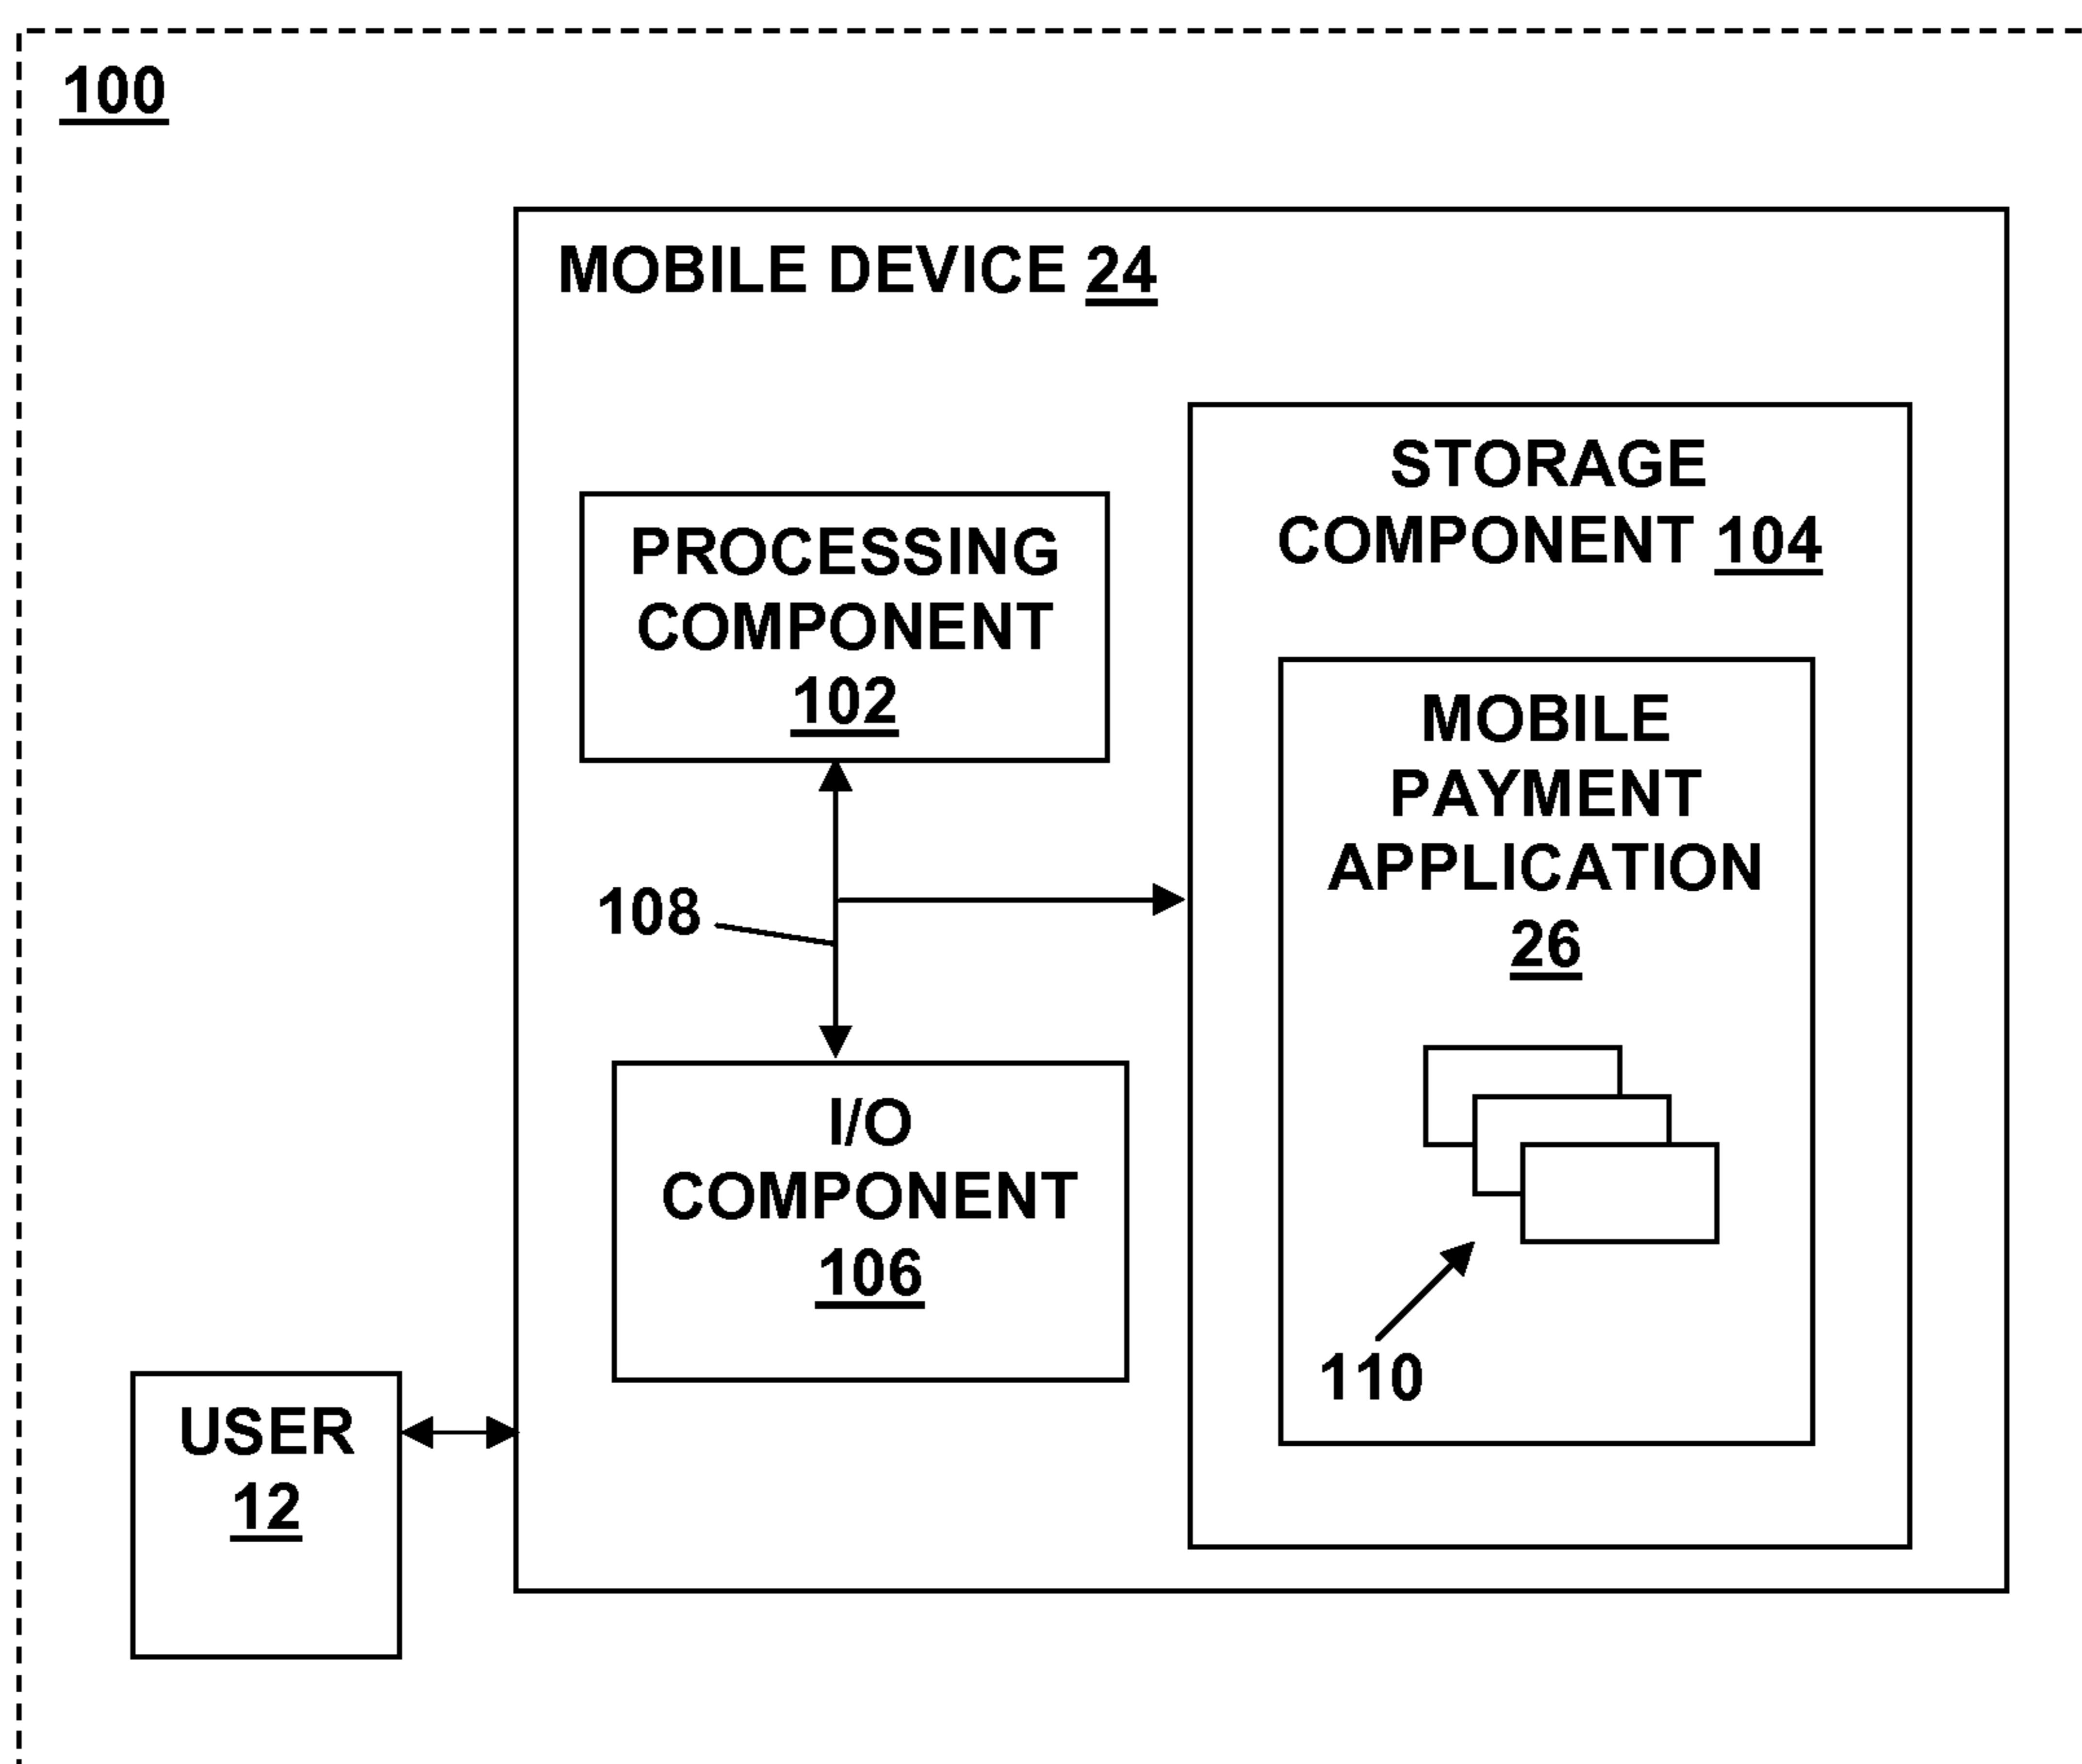 100
MOBILE DEVICE 24
STORAGE
COMPONENT 104
PROCESSING
COMPONENT
102
MOBILE
PAYMENT
APPLICATION
26
108
I/O
COMPONENT
106
110
USER
12